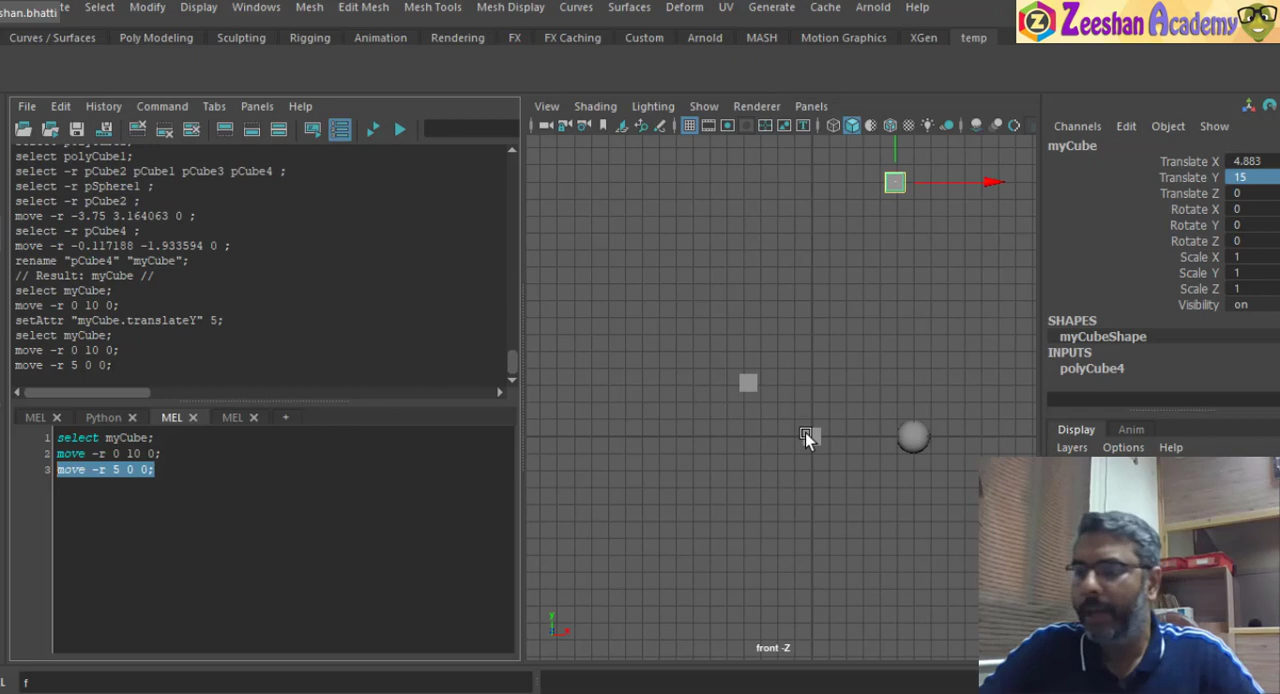 shan.bhatti
Select Modify Display Windows Mesh Edit Mesh Mesh Tools Mesh Display Curves Surfaces Deform UV Generate Cache Arnold Help
Zeeshan Academy
Curves / Surfaces Poly Modeling Sculpting Rigging Animation Rendering FX FX Caching Custom Arnold MASH Motion Graphics XGen temp
File Edit History Command Tabs Panels Help
View Shading Lighting Show Renderer Panels
Channels Edit Object Show
select polyCube1;
select -r pCube2 pCube1 pCube3 pCube4 ;
select -r pSphere1 ;
select -r pCube2 ;
move -r -3.75 3.164063 0 ;
select -r pCube4 ;
move -r -0.117188 -1.933594 0 ;
rename "pCube4" "myCube";
// Result: myCube //
select myCube;
move -r 0 10 0;
setAttr "myCube.translateY" 5;
select myCube;
move -r 0 10 0;
move -r 5 0 0;
MEL Python MEL MEL +
1 select myCube;
2 move -r 0 10 0;
3 move -r 5 0 0;
front -Z
myCube
Translate X 4.883
Translate Y 15
Translate Z 0
Rotate X 0
Rotate Y 0
Rotate Z 0
Scale X 1
Scale Y 1
Scale Z 1
Visibility on
SHAPES
myCubeShape
INPUTS
polyCube4
Display Anim
Layers Options Help
f